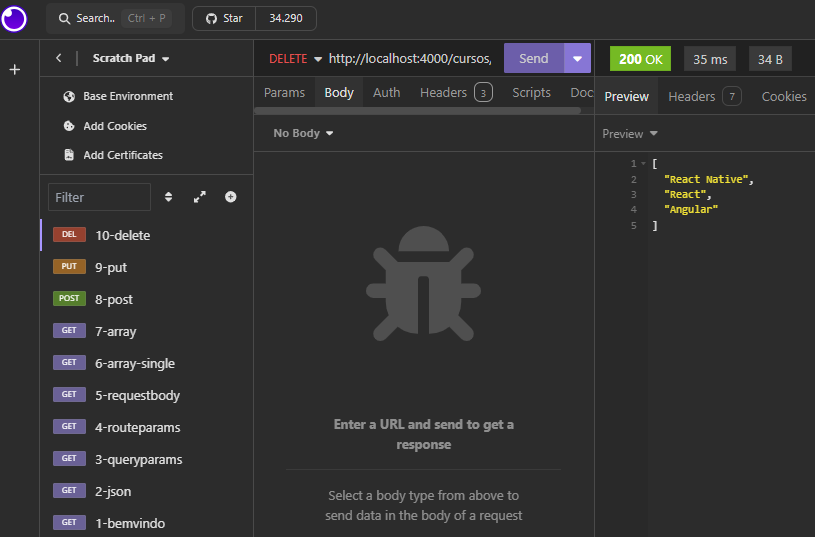 Search.. Ctrl + P Star 34.290
Scratch Pad
Base Environment
Add Cookies
Add Certificates
Filter
DEL 10-delete
PUT 9-put
POST 8-post
GET 7-array
GET 6-array-single
GET 5-requestbody
GET 4-routeparams
GET 3-queryparams
GET 2-json
GET 1-bemvindo
DELETE http://localhost:4000/cursos/ Send
Params Body Auth Headers 3 Scripts Doc
No Body
Enter a URL and send to get a
response
Select a body type from above to
send data in the body of a request
200 OK 35 ms 34 B
Preview Headers 7 Cookies
Preview
1 [
2 "React Native",
3 "React",
4 "Angular"
5 ]